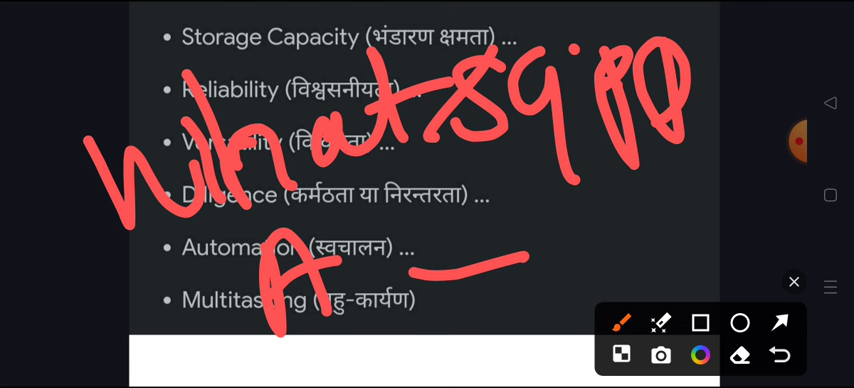 Storage Capacity (भंडारण क्षमता) ...
Reliability (विश्वसनीयता) ...
Versatility ...
Diligence (कर्मठता या निरन्तरता) ...
Automation (स्वचालन) ...
Multitasking (बहु-कार्यण)
A —